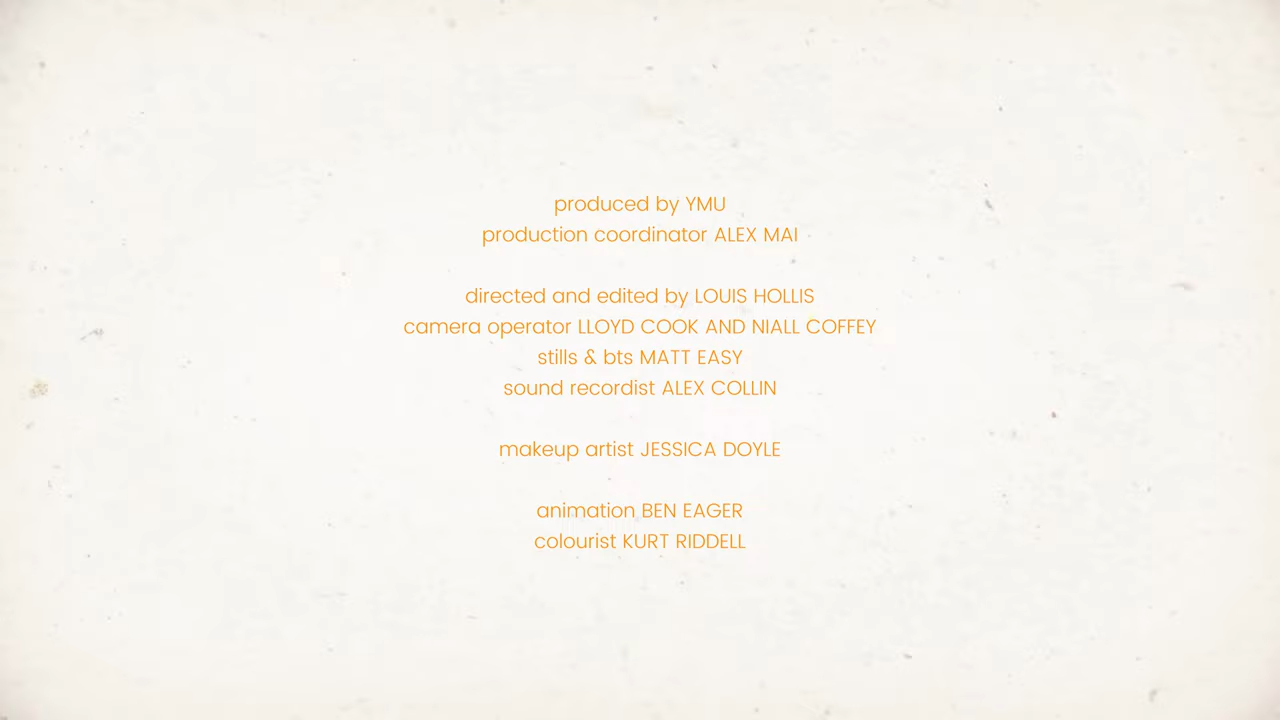 produced by YMU
production coordinator ALEX MAI
directed and edited by LOUIS HOLLIS
camera operator LLOYD COOK AND NIALL COFFEY
stills & bts MATT EASY
sound recordist ALEX COLLIN
makeup artist JESSICA DOYLE
animation BEN EAGER
colourist KURT RIDDELL